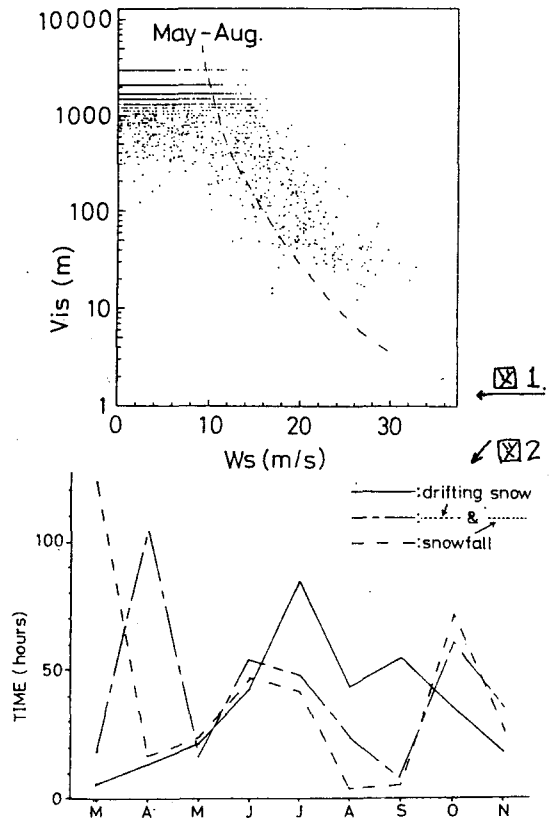 10000
May-Aug.
1000
100
10
1
Vis (m)
0 10 20 30
Ws (m/s)
図1.
図2
—:drifting snow
—-—:........ & ........
– – –:snowfall
100
50
0
TIME (hours)
M A M J J A S O N